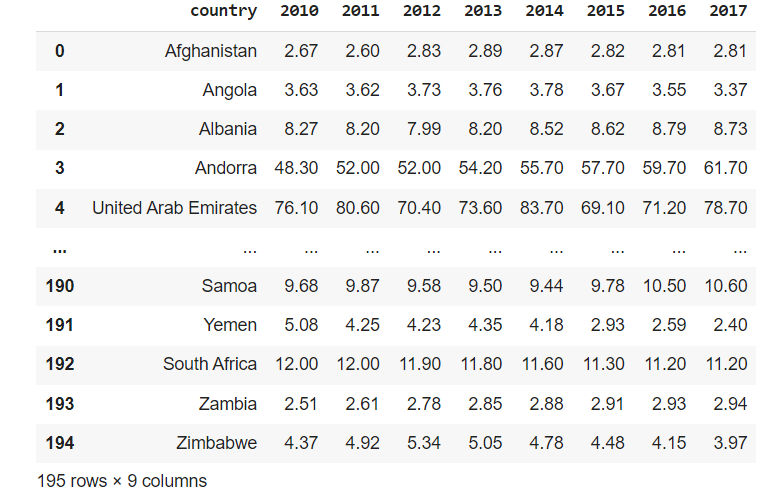 country 2010 2011 2012 2013 2014 2015 2016 2017
0 Afghanistan 2.67 2.60 2.83 2.89 2.87 2.82 2.81 2.81
1 Angola 3.63 3.62 3.73 3.76 3.78 3.67 3.55 3.37
2 Albania 8.27 8.20 7.99 8.20 8.52 8.62 8.79 8.73
3 Andorra 48.30 52.00 52.00 54.20 55.70 57.70 59.70 61.70
4 United Arab Emirates 76.10 80.60 70.40 73.60 83.70 69.10 71.20 78.70
... ... ... ... ... ... ... ... ... ...
190 Samoa 9.68 9.87 9.58 9.50 9.44 9.78 10.50 10.60
191 Yemen 5.08 4.25 4.23 4.35 4.18 2.93 2.59 2.40
192 South Africa 12.00 12.00 11.90 11.80 11.60 11.30 11.20 11.20
193 Zambia 2.51 2.61 2.78 2.85 2.88 2.91 2.93 2.94
194 Zimbabwe 4.37 4.92 5.34 5.05 4.78 4.48 4.15 3.97
195 rows × 9 columns